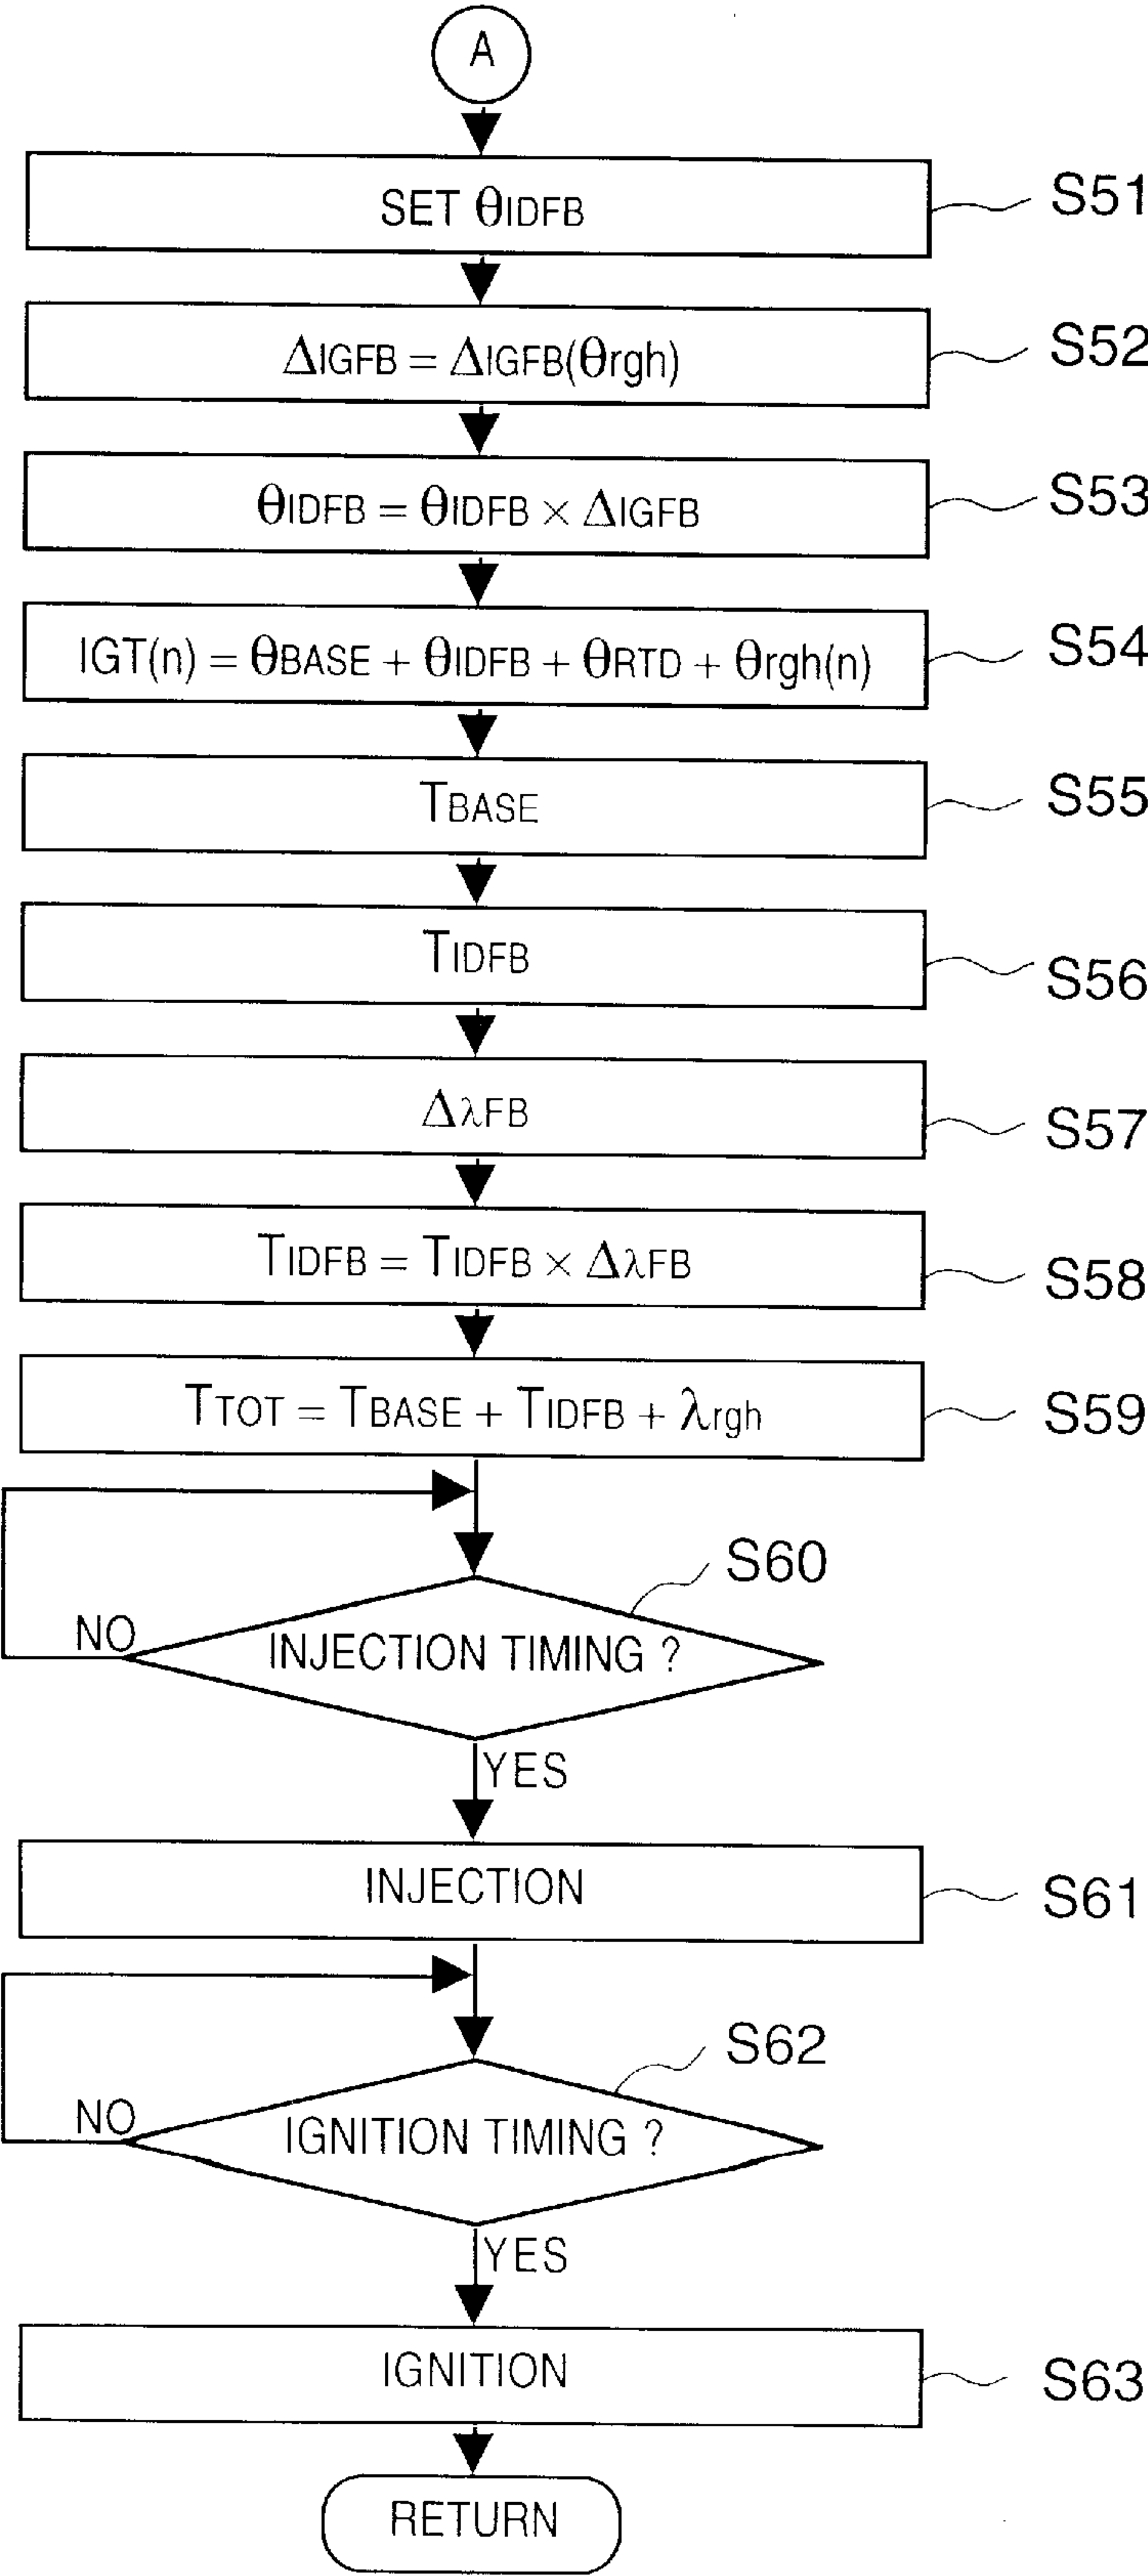 A
SET θIDFB
S51
ΔIGFB = ΔIGFB(θrgh)
S52
θIDFB = θIDFB × ΔIGFB
S53
IGT(n) = θBASE + θIDFB + θRTD + θrgh(n)
S54
TBASE
S55
TIDFB
S56
ΔλFB
S57
TIDFB = TIDFB × ΔλFB
S58
TTOT = TBASE + TIDFB + λrgh
S59
S60
NO
INJECTION TIMING ?
YES
INJECTION
S61
S62
NO
IGNITION TIMING ?
YES
IGNITION
S63
RETURN